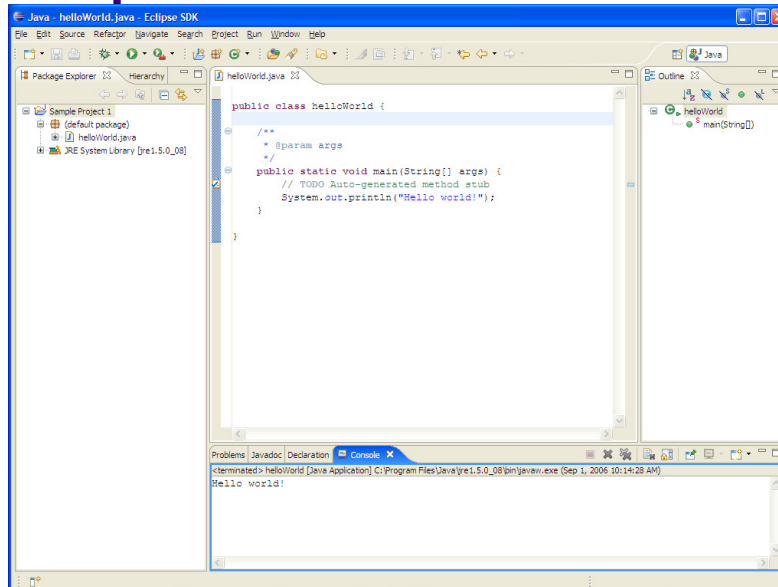 Java - helloWorld.java - Eclipse SDK
File Edit Source Refactor Navigate Search Project Run Window Help
Java
Package Explorer Hierarchy
helloWorld.java
Outline
Sample Project 1
(default package)
helloWorld.java
JRE System Library [jre1.5.0_08]
public class helloWorld {
/**
* @param args
*/
public static void main(String[] args) {
// TODO Auto-generated method stub
System.out.println("Hello world!");
}
}
helloWorld
main(String[])
Problems Javadoc Declaration Console
<terminated> helloWorld [Java Application] C:\Program Files\Java\jre1.5.0_08\bin\javaw.exe (Sep 1, 2006 10:14:28 AM)
Hello world!